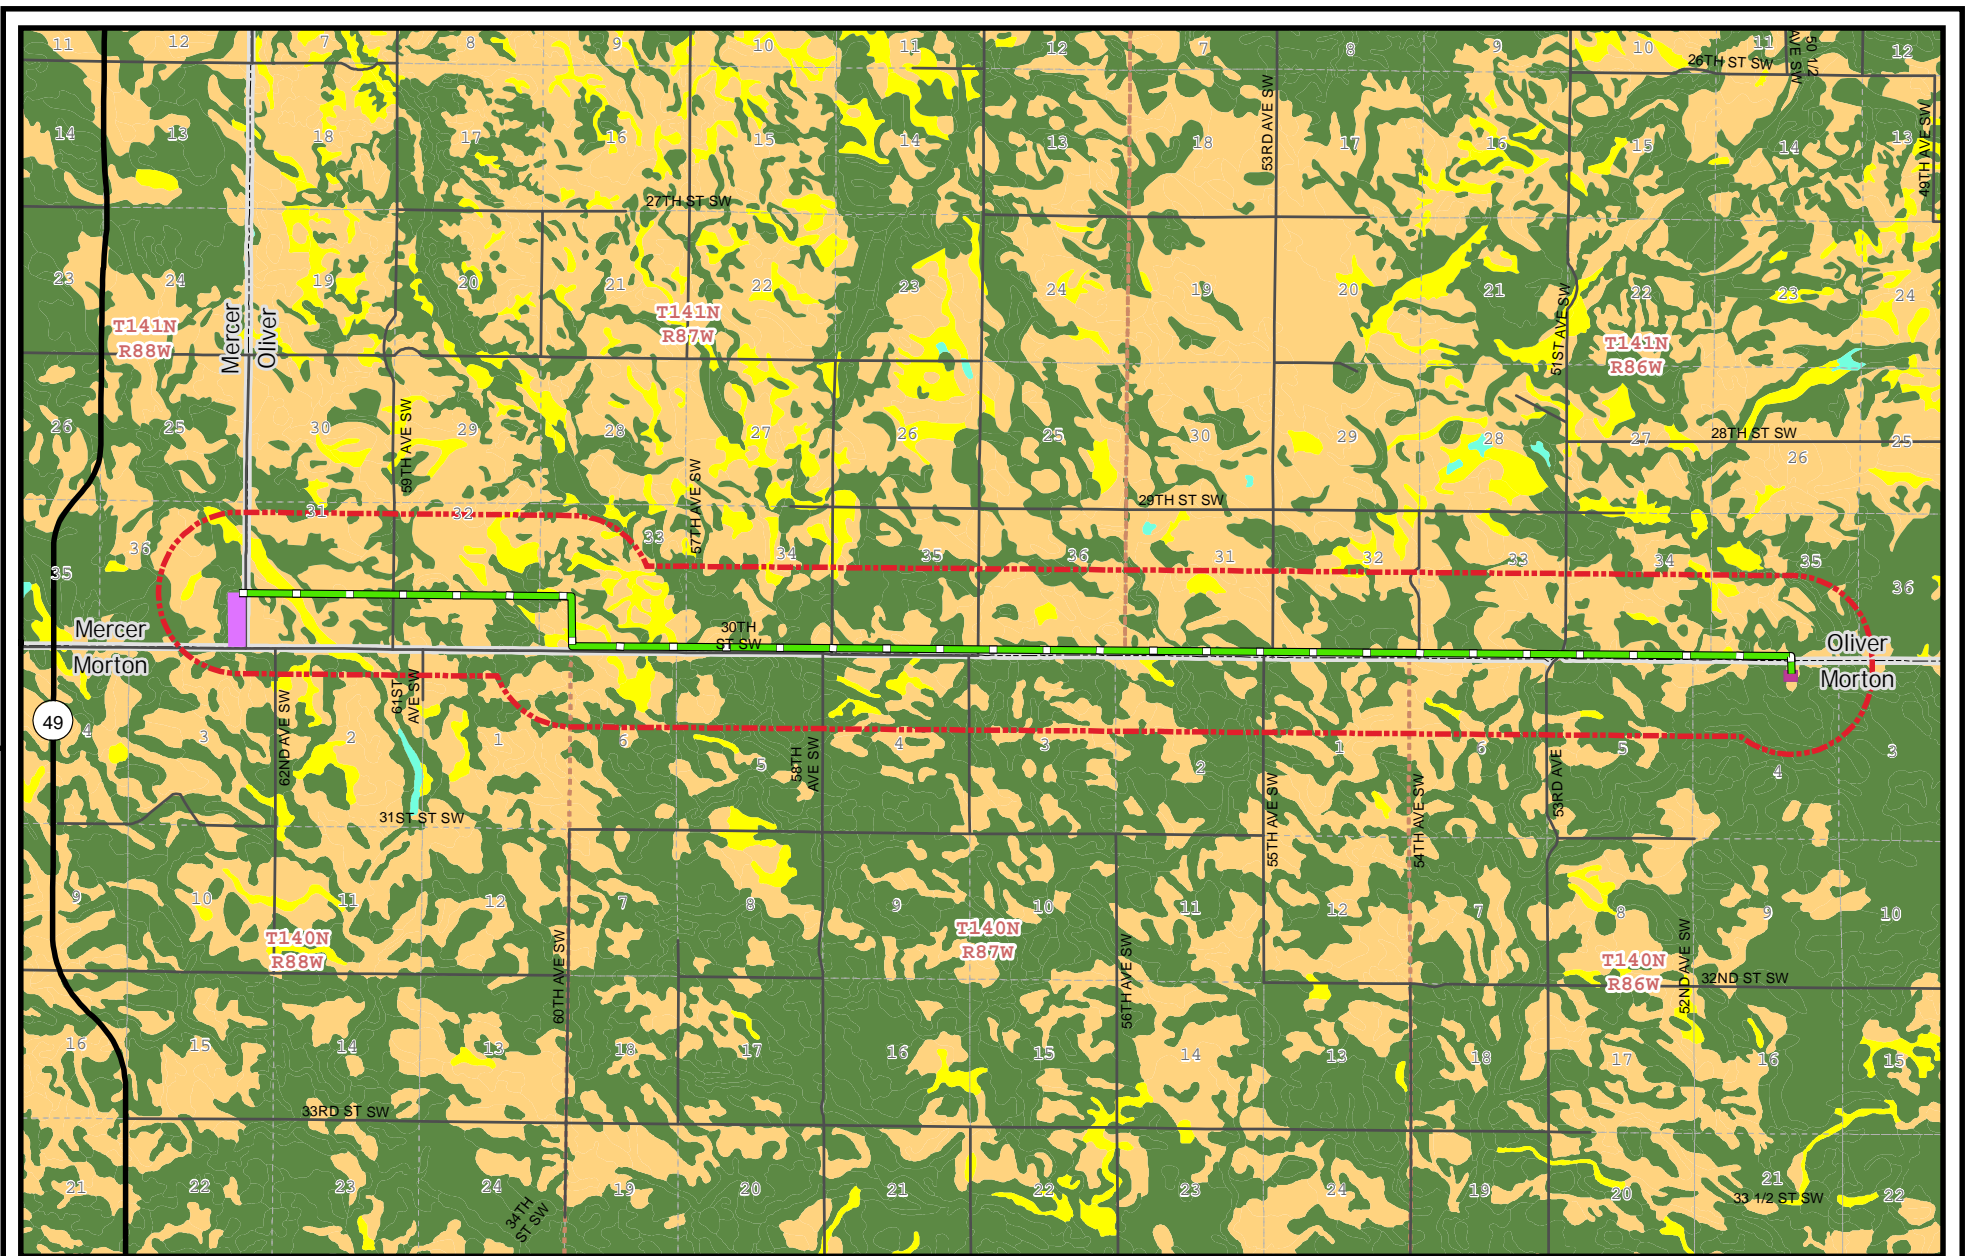 11
12
7
8
9
10
11
12
7
8
9
10
11
50 1/2
AVE SW
12
26TH ST SW
14
13
18
17
16
15
14
13
18
53RD AVE SW
17
16
15
14
13
49TH AVE SW
27TH ST SW
23
24
19
20
21
22
23
24
19
20
21
22
23
24
Mercer
Oliver
T141N
R88W
T141N
R87W
51ST AVE SW
T141N
R86W
26
25
30
59TH AVE SW
29
28
27
26
25
30
29
28
27
28TH ST SW
26
25
29TH ST SW
57TH AVE SW
35
36
31
32
33
34
35
36
31
32
33
34
35
36
Mercer
Morton
30TH
ST SW
Oliver
Morton
49
4
3
62ND AVE SW
2
61ST
AVE SW
1
6
5
58TH
AVE SW
4
3
2
55TH AVE SW
1
54TH AVE SW
6
53RD AVE
5
4
3
31ST ST SW
9
10
11
12
7
8
9
10
11
12
7
8
9
10
T140N
R88W
60TH AVE SW
T140N
R87W
56TH AVE SW
T140N
R86W
52ND AVE SW
32ND ST SW
16
15
14
13
18
17
16
15
14
13
18
17
16
15
33RD ST SW
21
22
23
24
34TH
ST SW
19
20
21
22
23
24
19
20
21
33 1/2 ST SW
22